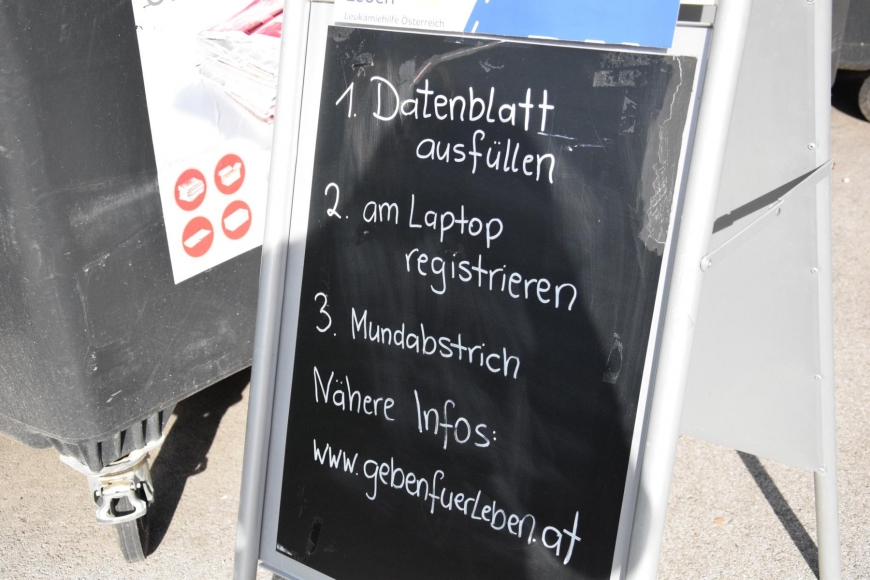 Leukämiehilfe Österreich
1. Datenblatt
ausfüllen
2. am Laptop
registrieren
3. Mundabstrich
Nähere Infos:
www.gebenfuerleben.at